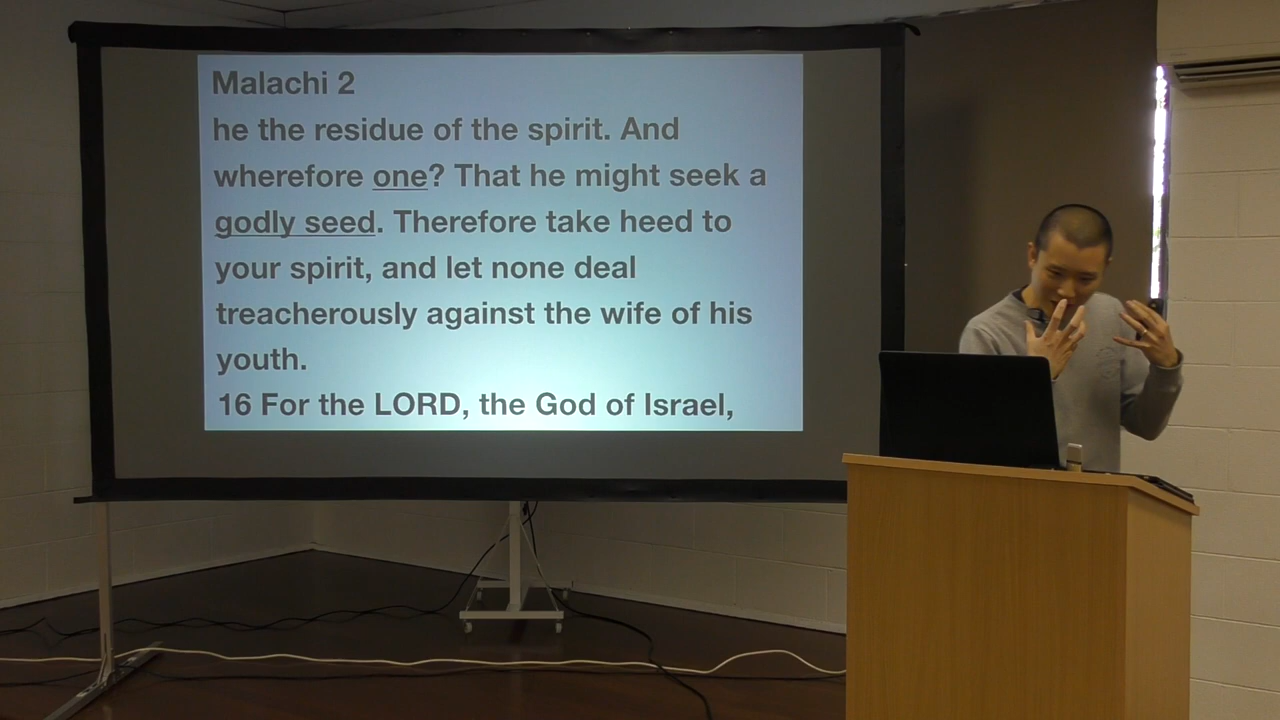 Malachi 2
he the residue of the spirit. And
wherefore one? That he might seek a
godly seed. Therefore take heed to
your spirit, and let none deal
treacherously against the wife of his
youth.
16 For the LORD, the God of Israel,